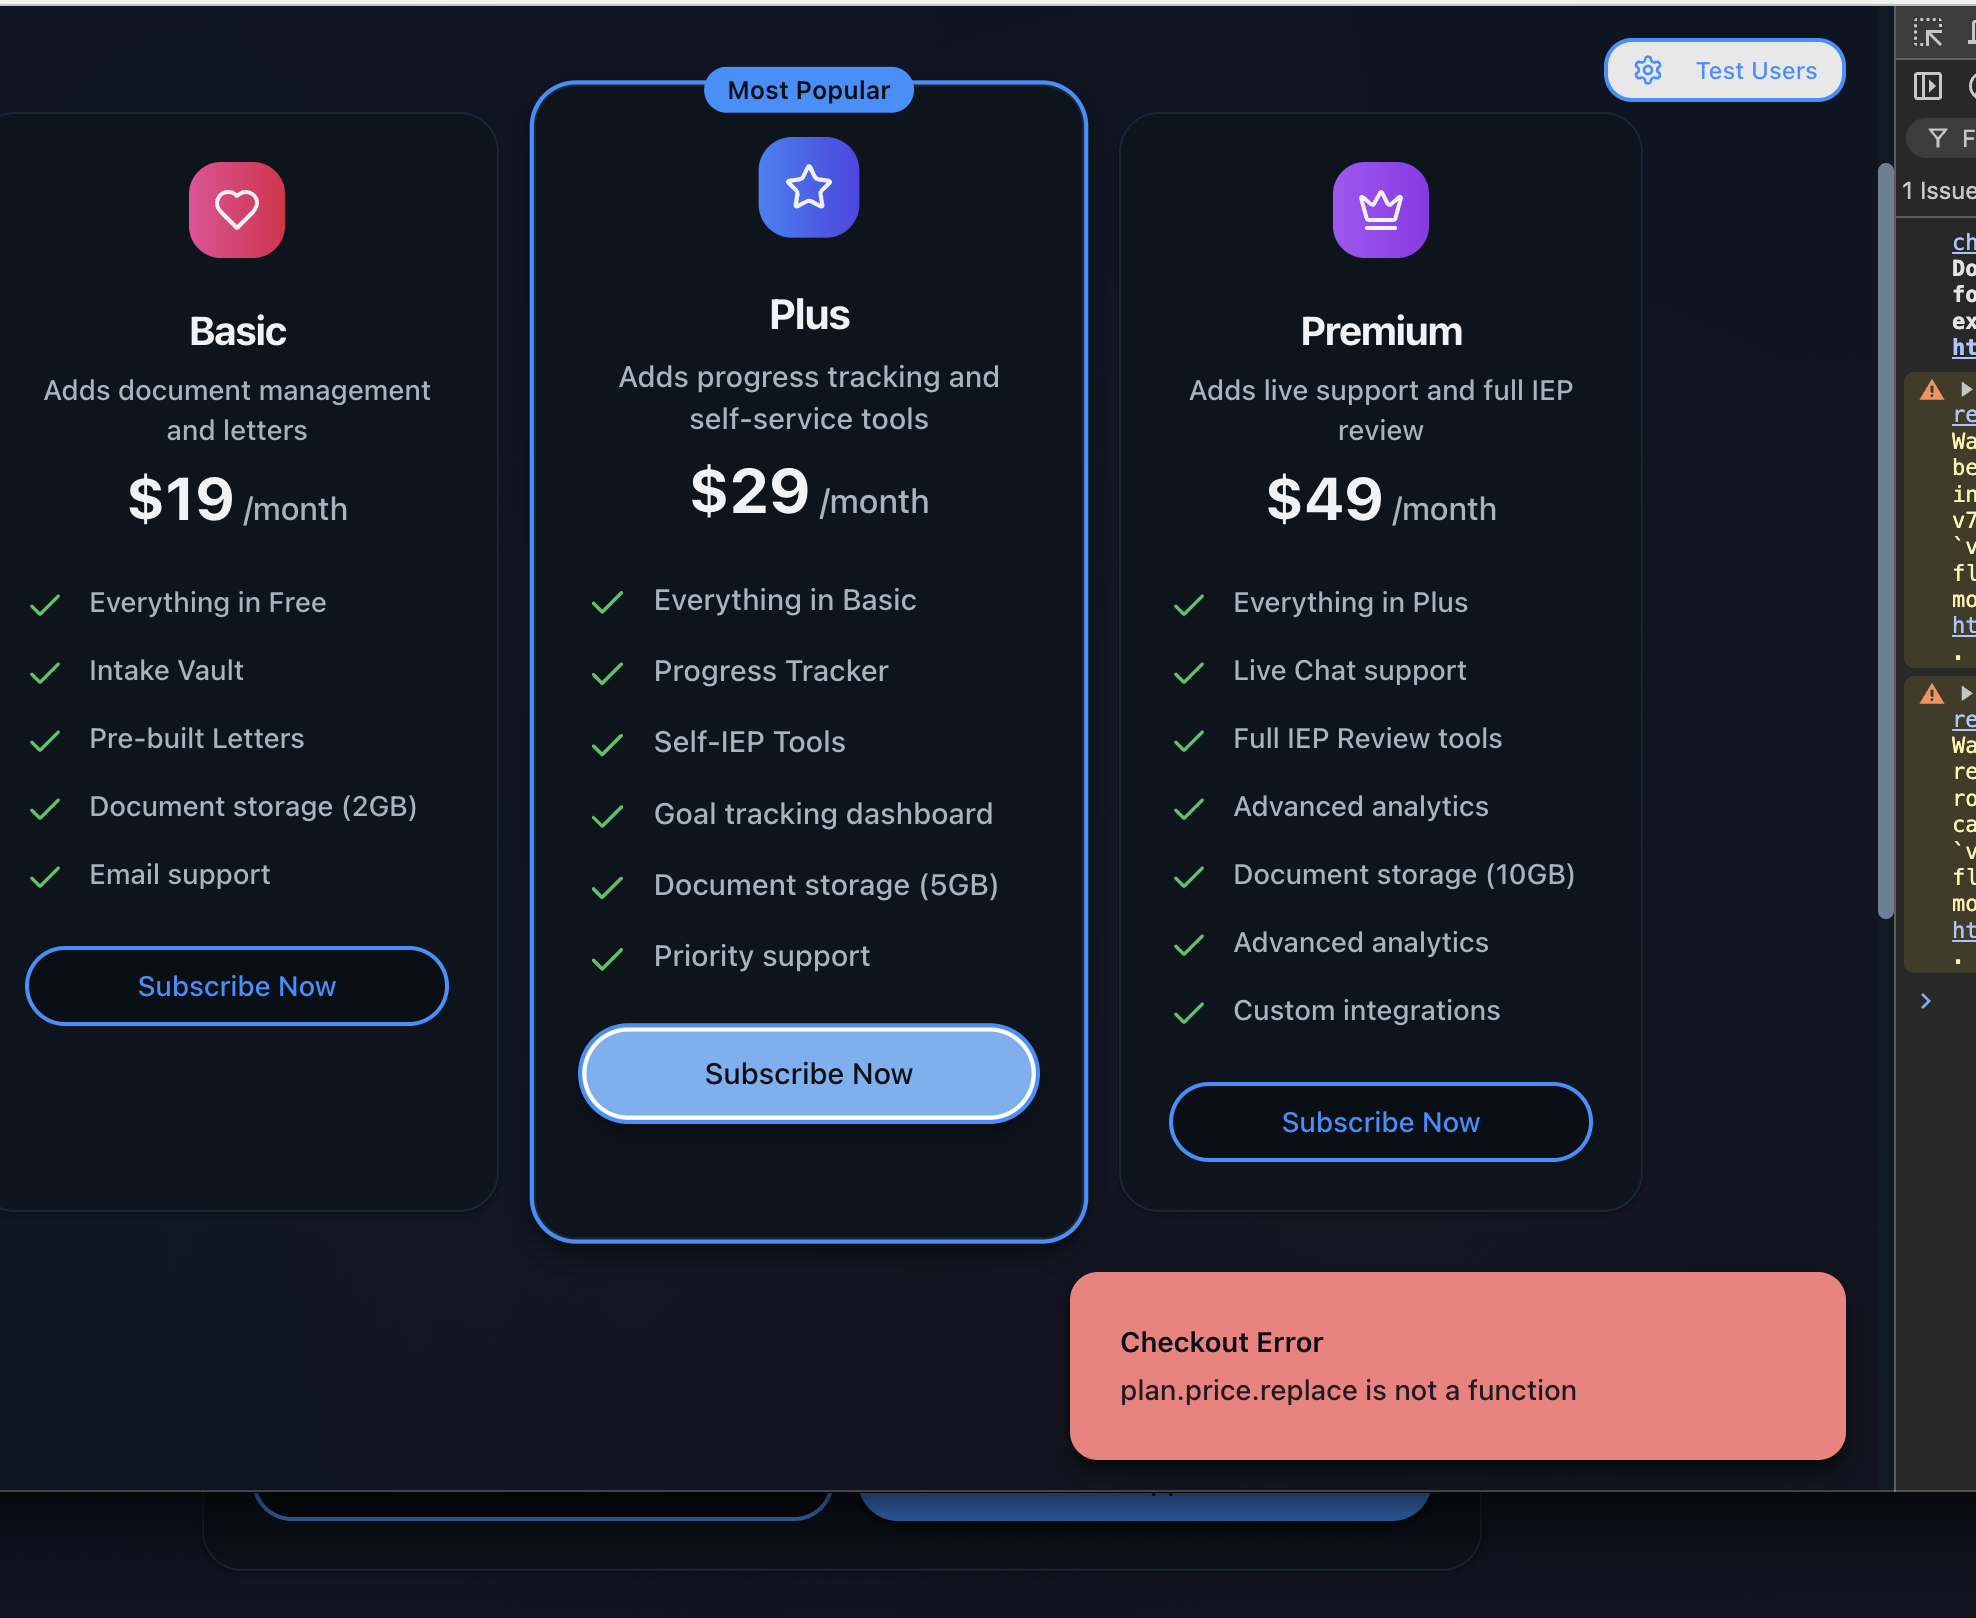 Test Users
Most Popular
Basic
Adds document management
and letters
$19 /month
Everything in Free
Intake Vault
Pre-built Letters
Document storage (2GB)
Email support
Subscribe Now
Plus
Adds progress tracking and
self-service tools
$29 /month
Everything in Basic
Progress Tracker
Self-IEP Tools
Goal tracking dashboard
Document storage (5GB)
Priority support
Subscribe Now
Premium
Adds live support and full IEP
review
$49 /month
Everything in Plus
Live Chat support
Full IEP Review tools
Advanced analytics
Document storage (10GB)
Advanced analytics
Custom integrations
Subscribe Now
Checkout Error
plan.price.replace is not a function
F
1 Issue
ch
Do
fo
ex
ht
re
Wa
be
in
v7
`v
fl
mo
ht
.
re
Wa
re
ro
ca
`v
fl
mo
ht
.